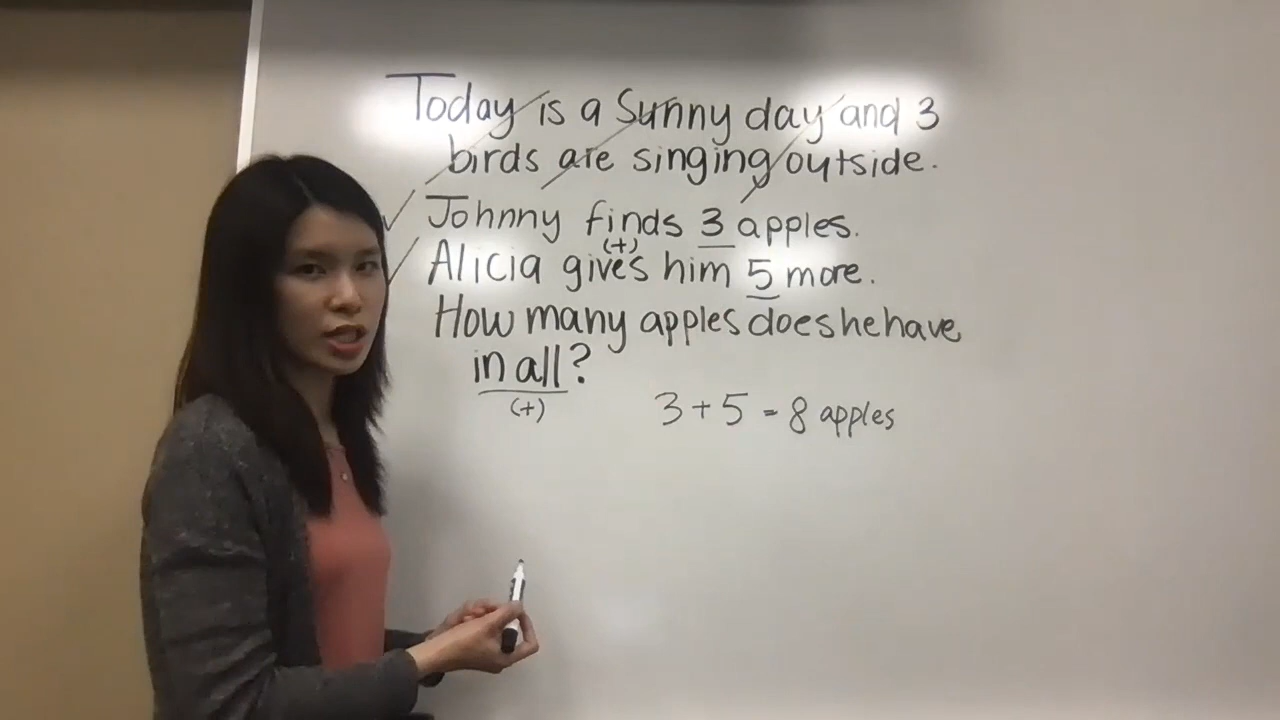 Today is a Sunny day and 3
birds are singing outside.
✓ Johnny finds 3 apples.
(+)
✓ Alicia gives him 5 more.
How many apples does he have
in all?
(+)
3 + 5 = 8 apples